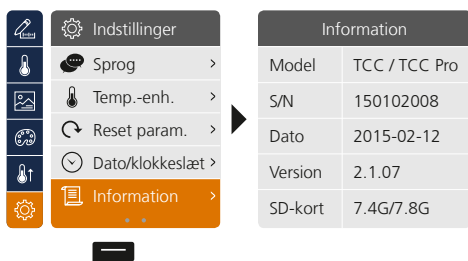 Indstillinger
Sprog
Temp.-enh.
Reset param.
Dato/klokkeslæt
Information
Information
Model TCC / TCC Pro
S/N 150102008
Dato 2015-02-12
Version 2.1.07
SD-kort 7.4G/7.8G